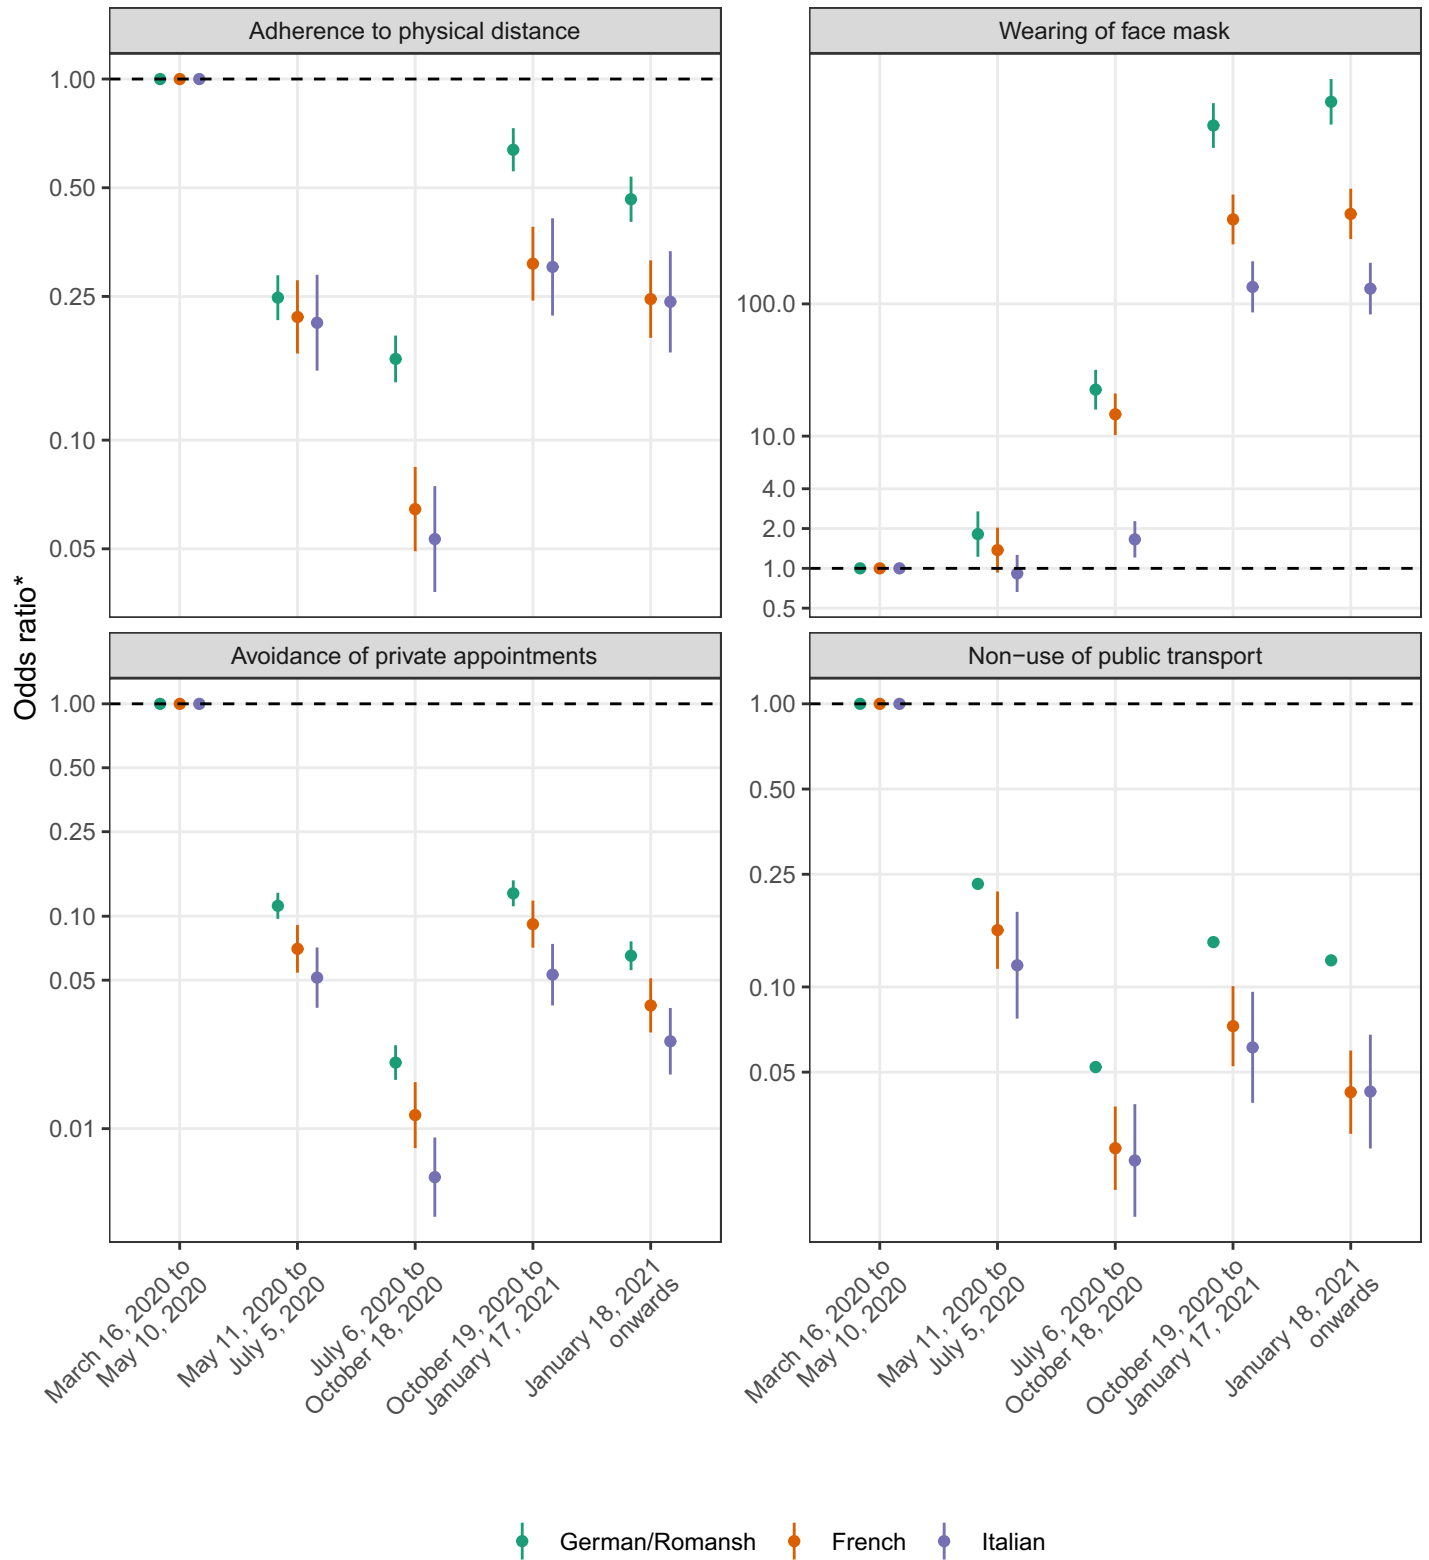 Adherence to physical distance
Wearing of face mask
1.00
0.50
0.25
0.10
0.05
100.0
10.0
4.0
2.0
1.0
0.5
Odds ratio*
Avoidance of private appointments
Non−use of public transport
1.00
0.50
0.25
0.10
0.05
0.01
1.00
0.50
0.25
0.10
0.05
March 16, 2020 to
May 10, 2020
May 11, 2020 to
July 5, 2020
July 6, 2020 to
October 18, 2020
October 19, 2020 to
January 17, 2021
January 18, 2021
onwards
March 16, 2020 to
May 10, 2020
May 11, 2020 to
July 5, 2020
July 6, 2020 to
October 18, 2020
October 19, 2020 to
January 17, 2021
January 18, 2021
onwards
German/Romansh
French
Italian